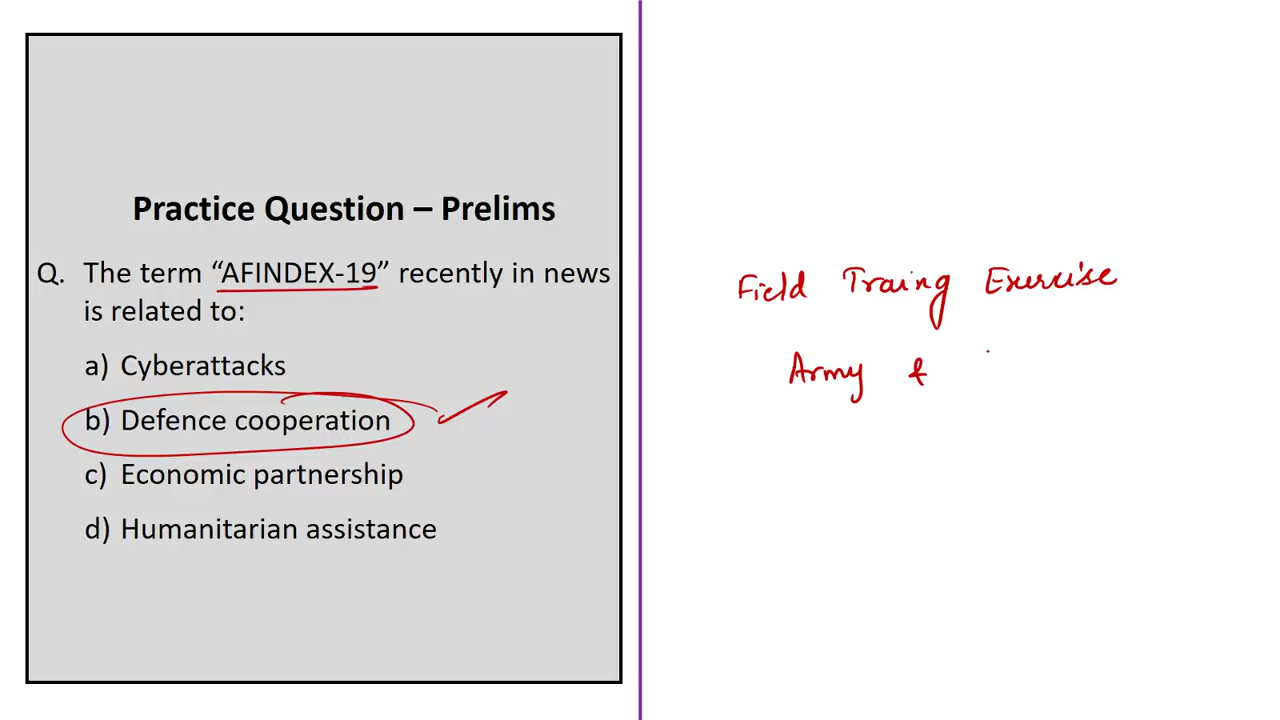 Practice Question – Prelims
Q. The term “AFINDEX-19” recently in news
is related to:
a) Cyberattacks
b) Defence cooperation
c) Economic partnership
d) Humanitarian assistance
Field Traing Exercise
Army &